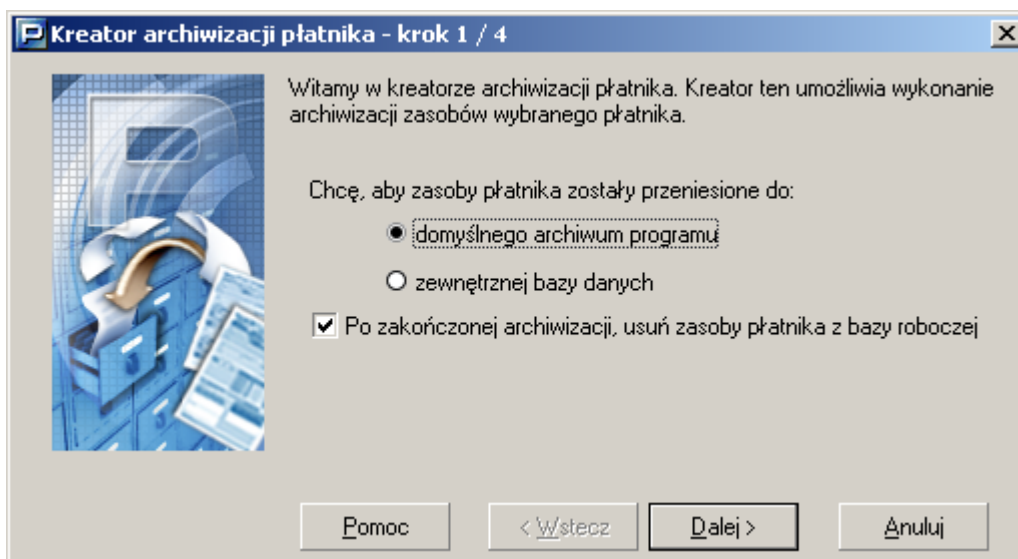 Kreator archiwizacji płatnika - krok 1 / 4
Witamy w kreatorze archiwizacji płatnika. Kreator ten umożliwia wykonanie
archiwizacji zasobów wybranego płatnika.
Chcę, aby zasoby płatnika zostały przeniesione do:
domyślnego archiwum programu
zewnętrznej bazy danych
Po zakończonej archiwizacji, usuń zasoby płatnika z bazy roboczej
Pomoc
< Wstecz
Dalej >
Anuluj